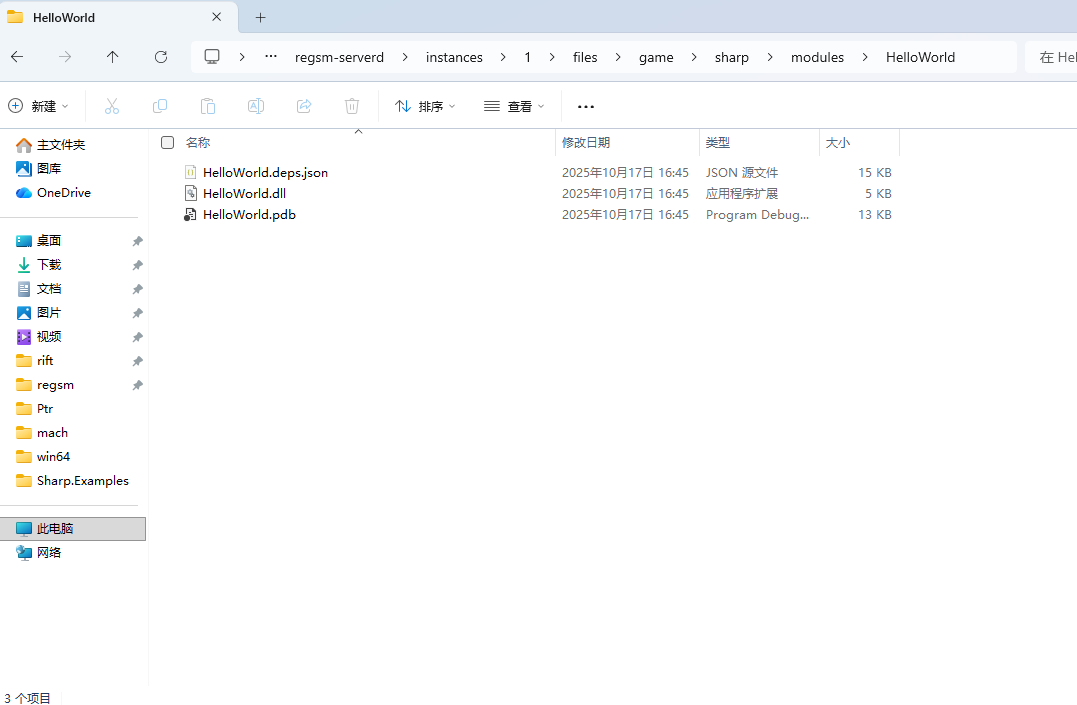 HelloWorld
regsm-serverd
instances
1
files
game
sharp
modules
HelloWorld
在 Hel
新建
排序
查看
主文件夹
图库
OneDrive
桌面
下载
文档
图片
视频
rift
regsm
Ptr
mach
win64
Sharp.Examples
此电脑
网络
名称 修改日期 类型 大小
HelloWorld.deps.json 2025年10月17日 16:45 JSON 源文件 15 KB
HelloWorld.dll 2025年10月17日 16:45 应用程序扩展 5 KB
HelloWorld.pdb 2025年10月17日 16:45 Program Debug... 13 KB
3 个项目